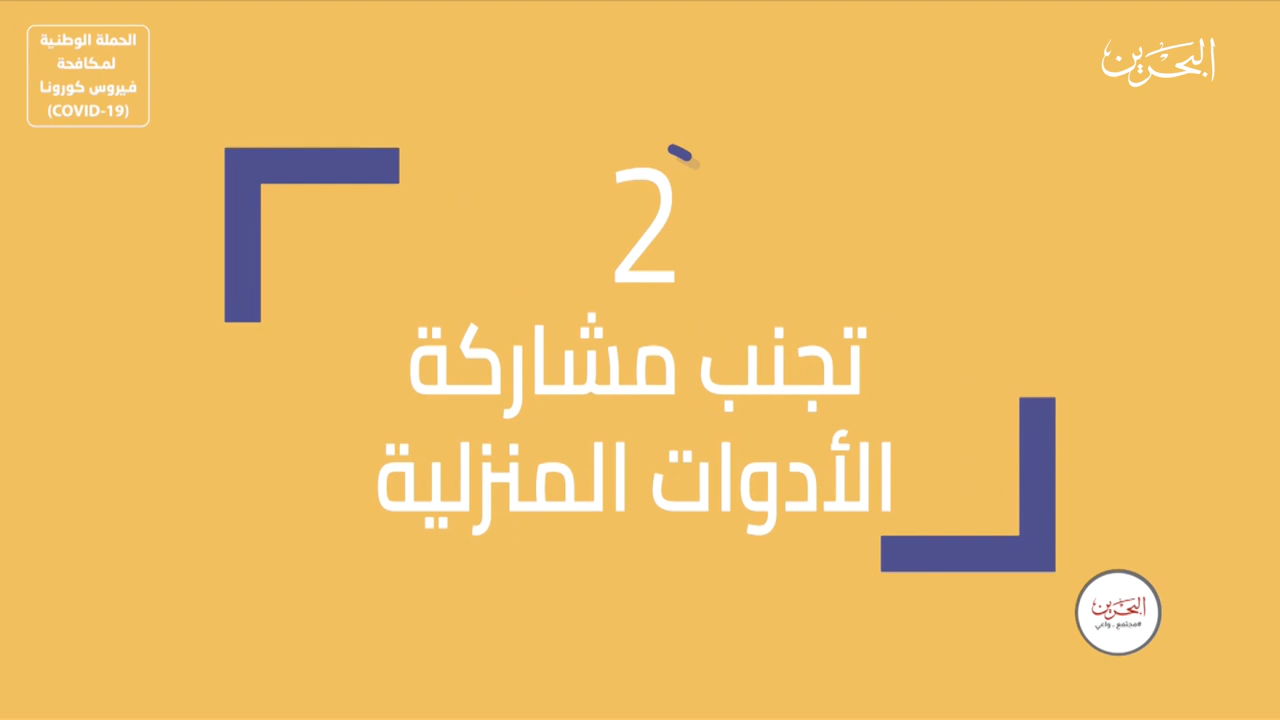 الحملة الوطنية
لمكافحة
فيروس كورونا
(COVID-19)
البحرين
2
تجنب مشاركة
الأدوات المنزلية
البحرين
#مجتمع_واعي